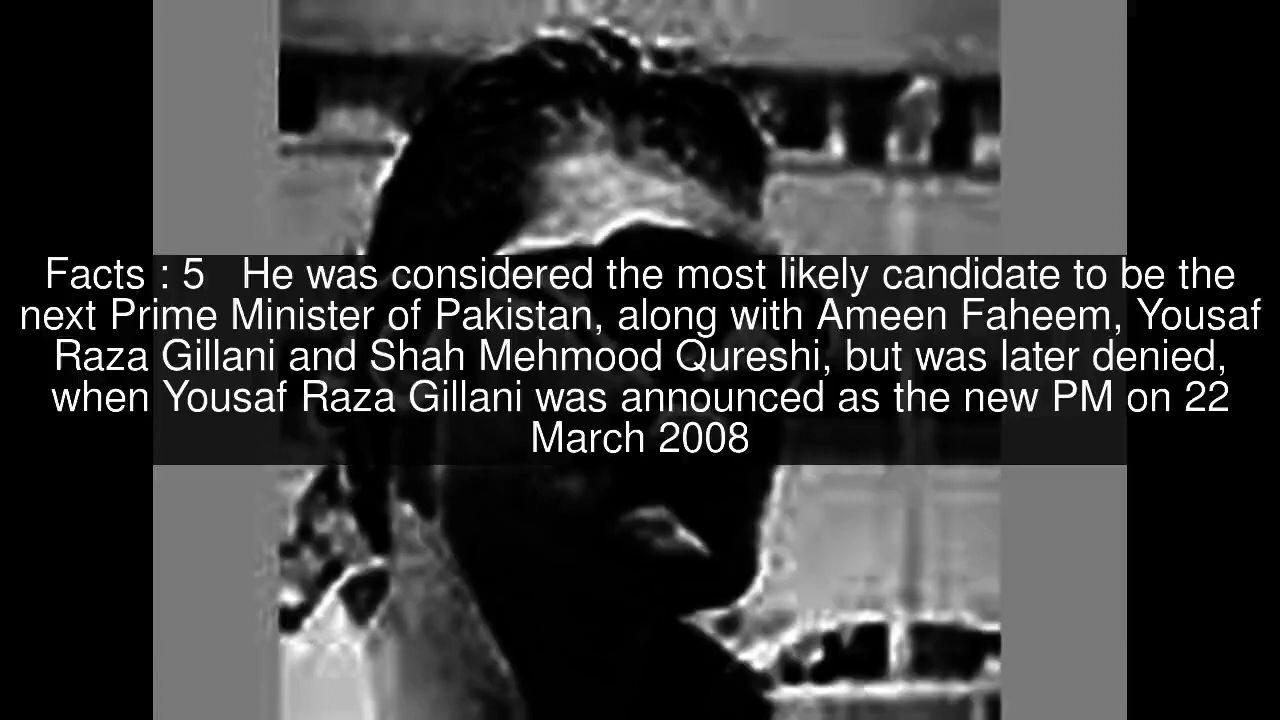 Facts : 5 He was considered the most likely candidate to be the
next Prime Minister of Pakistan, along with Ameen Faheem, Yousaf
Raza Gillani and Shah Mehmood Qureshi, but was later denied,
when Yousaf Raza Gillani was announced as the new PM on 22
March 2008